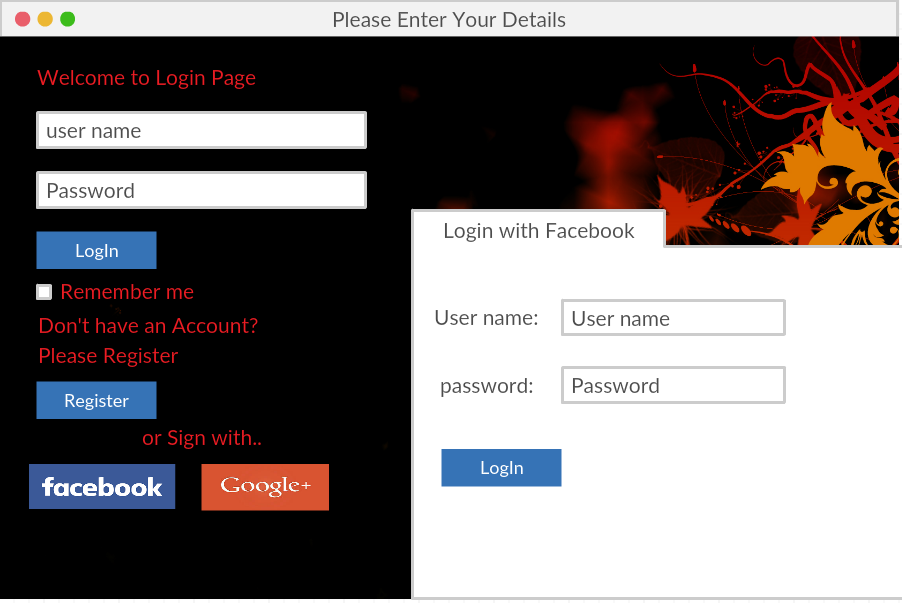 Please Enter Your Details
Welcome to Login Page
user name
Password
LogIn
Remember me
Don't have an Account?
Please Register
Register
or Sign with..
facebook
Google+
Login with Facebook
User name:
User name
password:
Password
LogIn